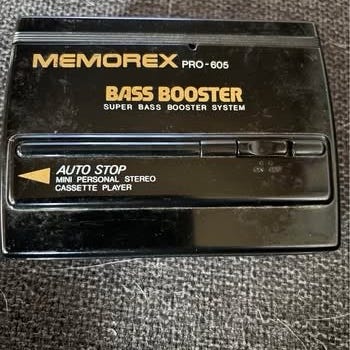 MEMOREX PRO-605
BASS BOOSTER
SUPER BASS BOOSTER SYSTEM
AUTO STOP
MINI PERSONAL STEREO
CASSETTE PLAYER